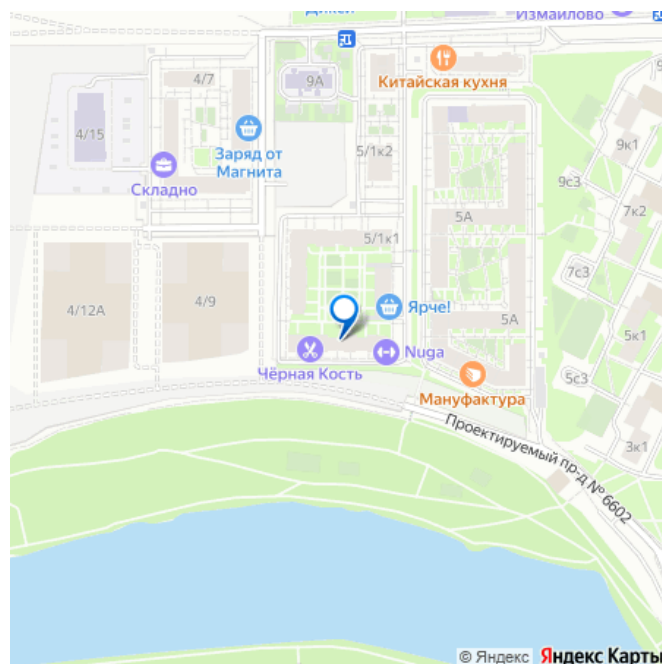 Дикси
Измайлово
Китайская кухня
4/7
9А
4/15
Заряд от
Магнита
5/1к2
9к1
Складно
9с3
5А
7к2
5/1к1
7с3
4/12А
4/9
Ярче!
5А
5к1
Nuga
Чёрная Кость
5с3
Мануфактура
Проектируемый пр-д № 6602
3к1
© Яндекс Яндекс Карты